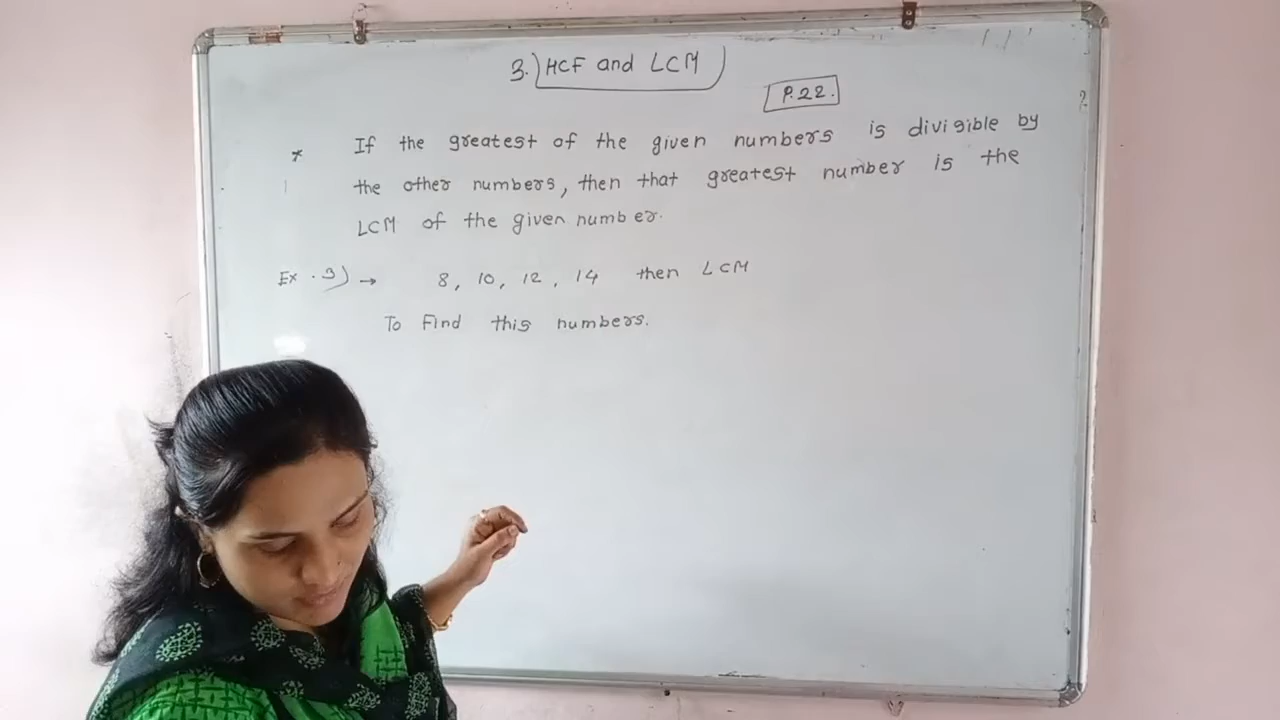 3.) HCF and LCM
P.22.
* If the greatest of the given numbers is divisible by
the other numbers, then that greatest number is the
LCM of the given number.
Ex. 3) → 8, 10, 12, 14 then LCM
To Find this numbers.